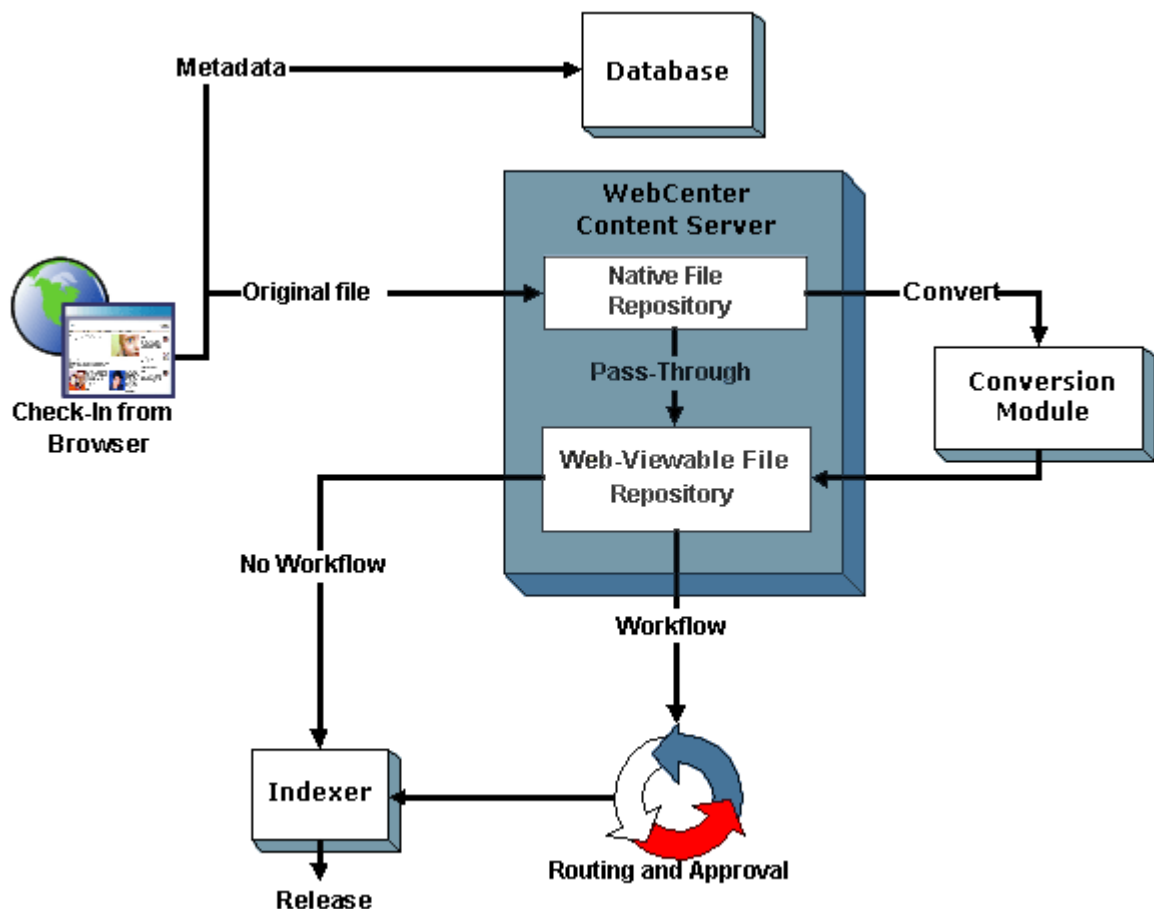 Metadata
Database
WebCenter
Content Server
Native File
Repository
Original file
Convert
Pass-Through
Conversion
Module
Check-In from
Browser
Web-Viewable File
Repository
No Workflow
Workflow
Indexer
Routing and Approval
Release